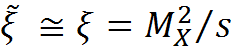 ξ̃ ≅ ξ = M_X^2/s